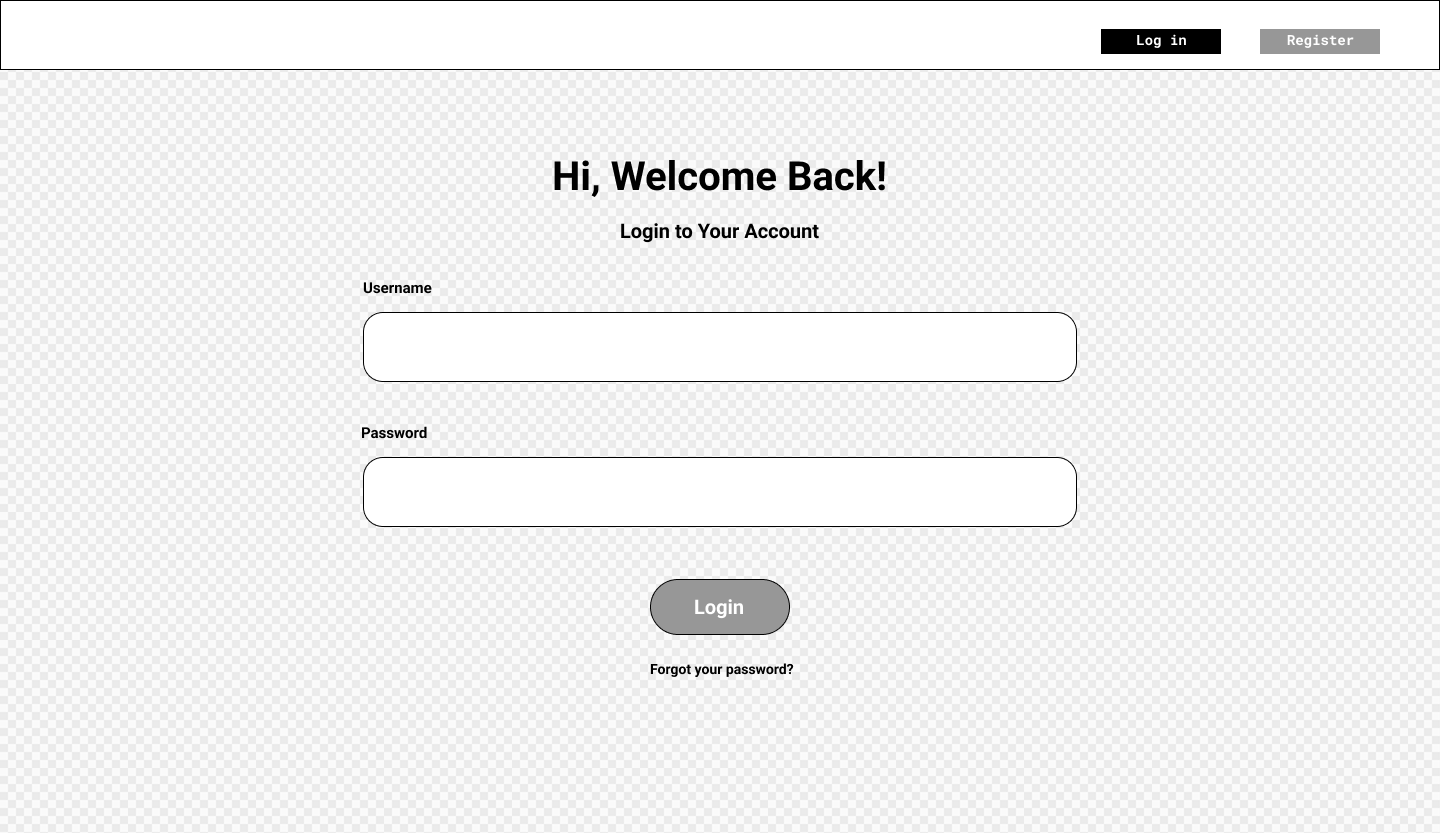 Log in
Register
Hi, Welcome Back!
Login to Your Account
Username
Password
Login
Forgot your password?